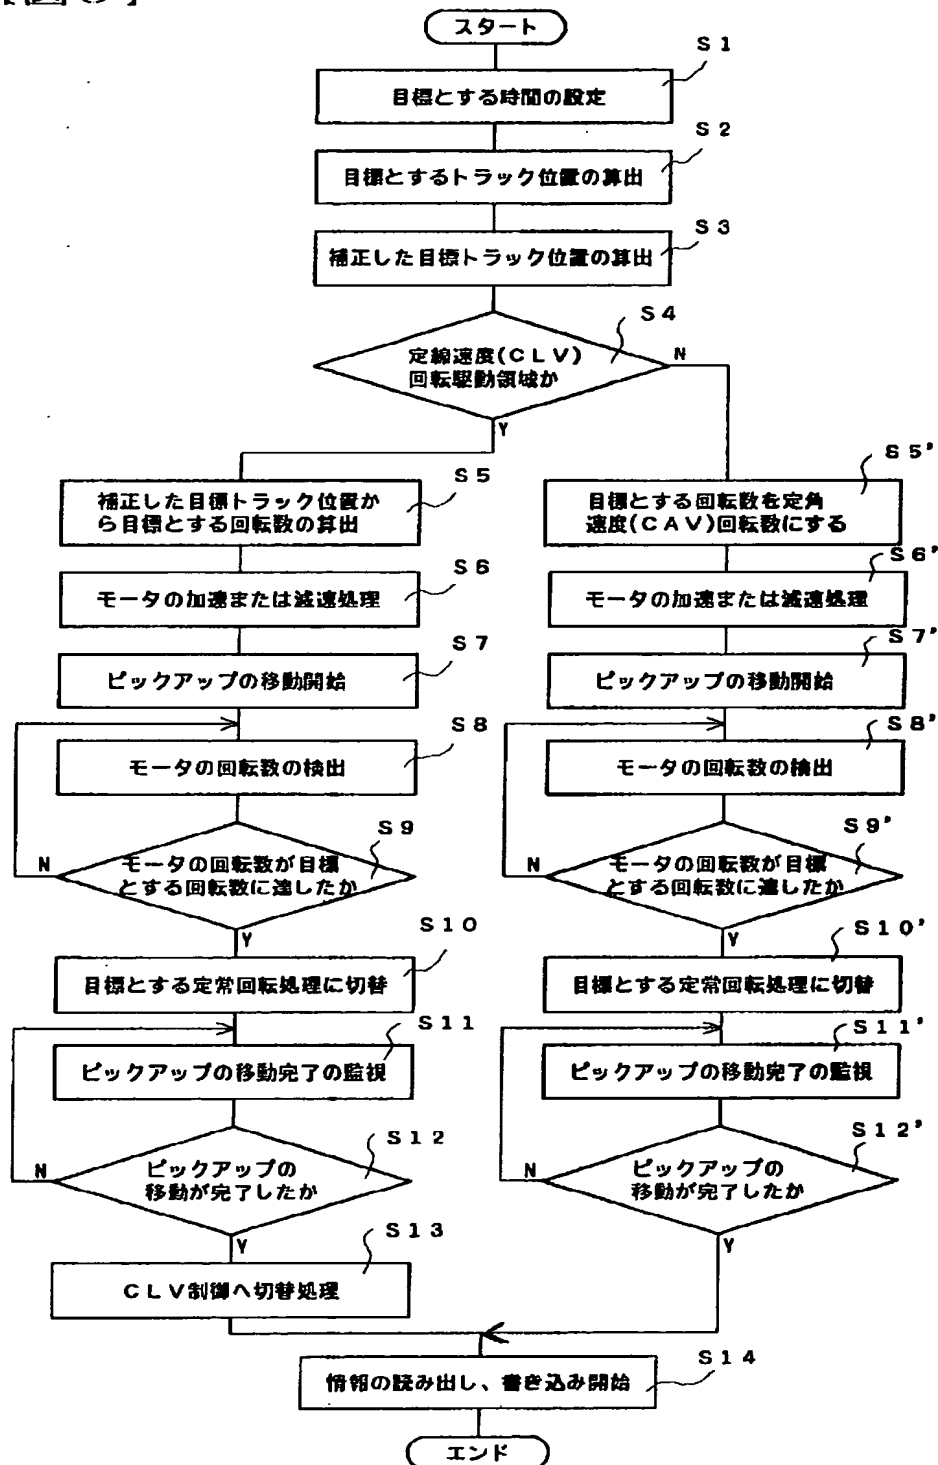 スタート
S1
目標とする時間の設定
S2
目標とするトラック位置の算出
S3
補正した目標トラック位置の算出
S4
定線速度(CLV)
回転駆動領域か
N
Y
S5
補正した目標トラック位置か
ら目標とする回転数の算出
S5'
目標とする回転数を定角
速度(CAV)回転数にする
S6
モータの加速または減速処理
S6'
モータの加速または減速処理
S7
ピックアップの移動開始
S7'
ピックアップの移動開始
S8
モータの回転数の検出
S8'
モータの回転数の検出
S9
モータの回転数が目標
とする回転数に達したか
N
Y
S9'
モータの回転数が目標
とする回転数に達したか
N
Y
S10
目標とする定常回転処理に切替
S10'
目標とする定常回転処理に切替
S11
ピックアップの移動完了の監視
S11'
ピックアップの移動完了の監視
S12
ピックアップの
移動が完了したか
N
Y
S12'
ピックアップの
移動が完了したか
N
Y
S13
CLV制御へ切替処理
S14
情報の読み出し、書き込み開始
エンド